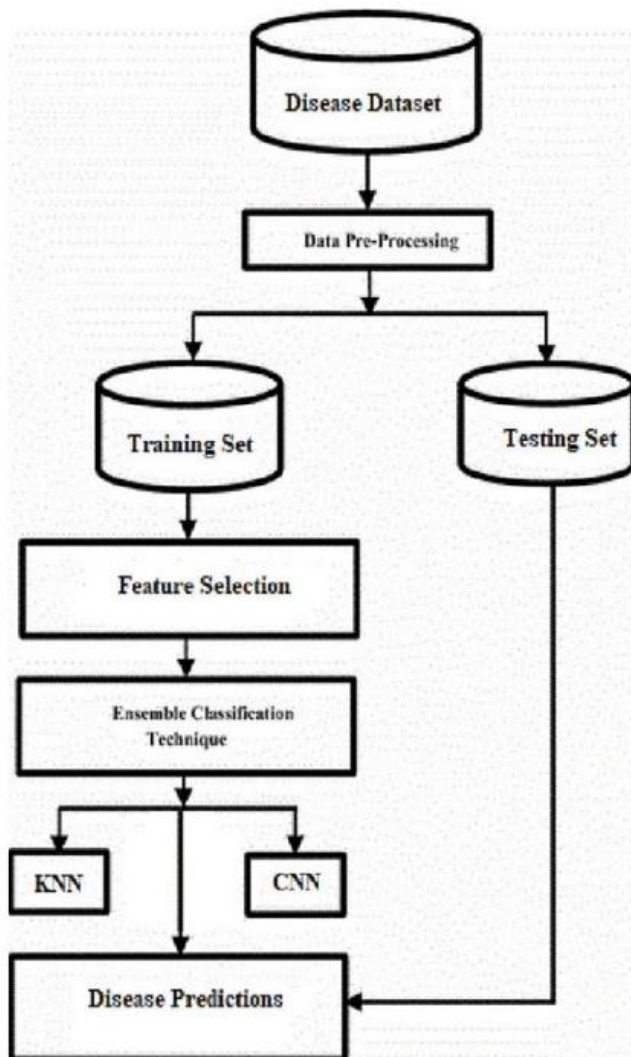 Disease Dataset
Data Pre-Processing
Training Set
Testing Set
Feature Selection
Ensemble Classification
Technique
KNN
CNN
Disease Predictions